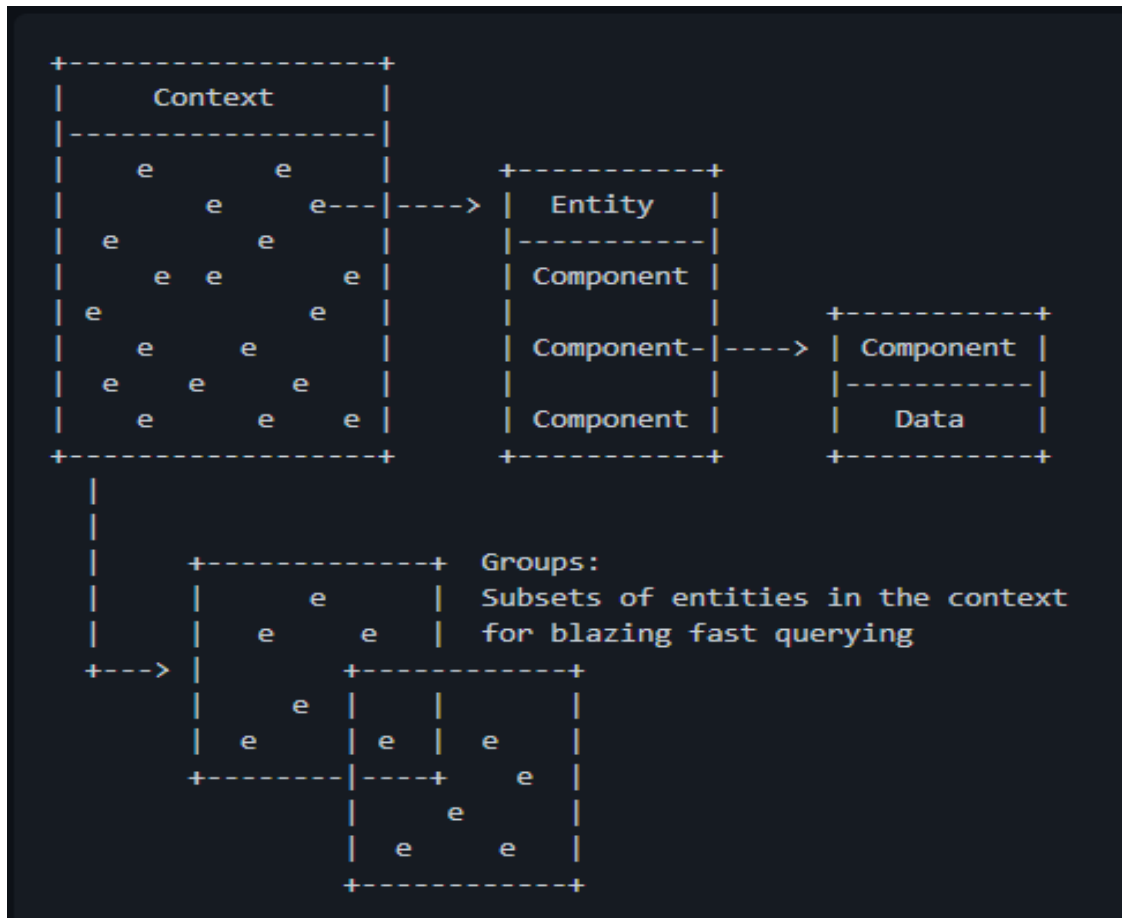 +------------------+
|     Context      |
|------------------|
|    e       e     |      +-----------+
|        e     e---|----> |  Entity   |
|  e        e      |      |-----------|
|     e  e       e |      | Component |
| e            e   |      |           |      +-----------+
|    e     e       |      | Component-|----> | Component |
|  e    e     e    |      |           |      |-----------|
|    e      e    e |      | Component |      |   Data    |
+------------------+      +-----------+      +-----------+
  |
  |
  |     +-------------+  Groups:
  |     |      e      |  Subsets of entities in the context
  |     |   e     e   |  for blazing fast querying
  +---> |        +------------+
        |     e  |    |       |
        |  e     | e  |  e    |
        +--------|----+    e  |
                 |     e      |
                 |  e     e   |
                 +------------+